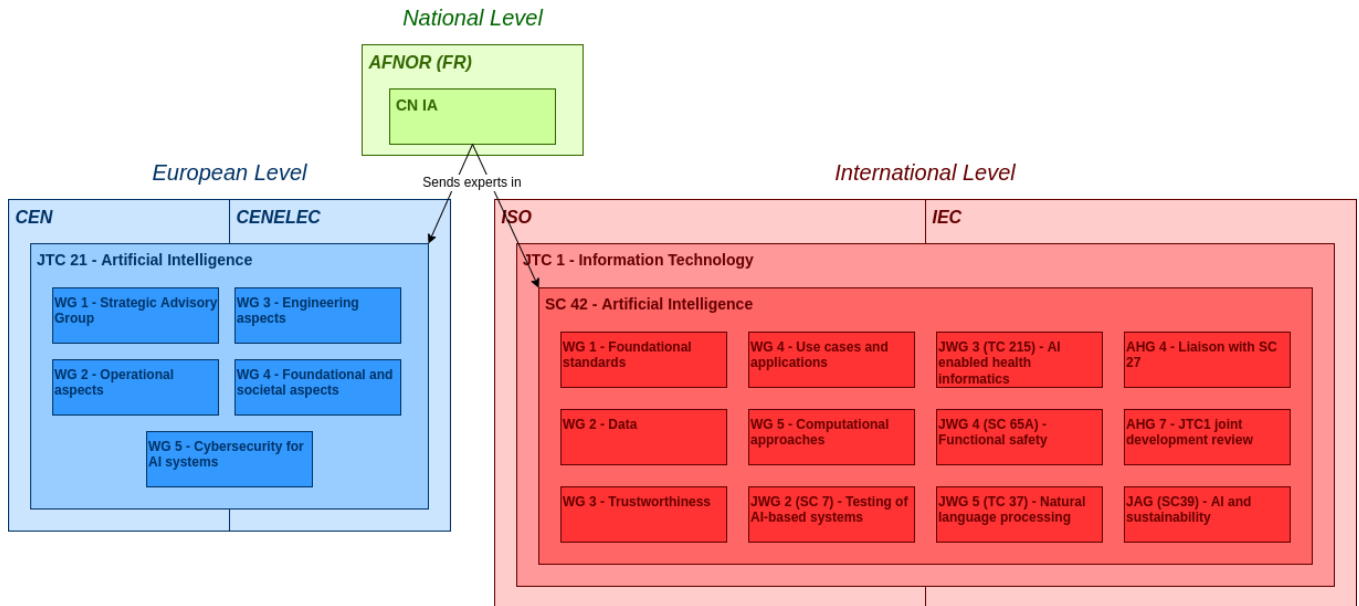 National Level
AFNOR (FR)
CN IA
Sends experts in
European Level
CEN
CENELEC
JTC 21 - Artificial Intelligence
WG 1 - Strategic Advisory
Group
WG 3 - Engineering
aspects
WG 2 - Operational
aspects
WG 4 - Foundational and
societal aspects
WG 5 - Cybersecurity for
AI systems
International Level
ISO
IEC
JTC 1 - Information Technology
SC 42 - Artificial Intelligence
WG 1 - Foundational
standards
WG 4 - Use cases and
applications
JWG 3 (TC 215) - AI
enabled health
informatics
AHG 4 - Liaison with SC
27
WG 2 - Data
WG 5 - Computational
approaches
JWG 4 (SC 65A) -
Functional safety
AHG 7 - JTC1 joint
development review
WG 3 - Trustworthiness
JWG 2 (SC 7) - Testing of
AI-based systems
JWG 5 (TC 37) - Natural
language processing
JAG (SC39) - AI and
sustainability